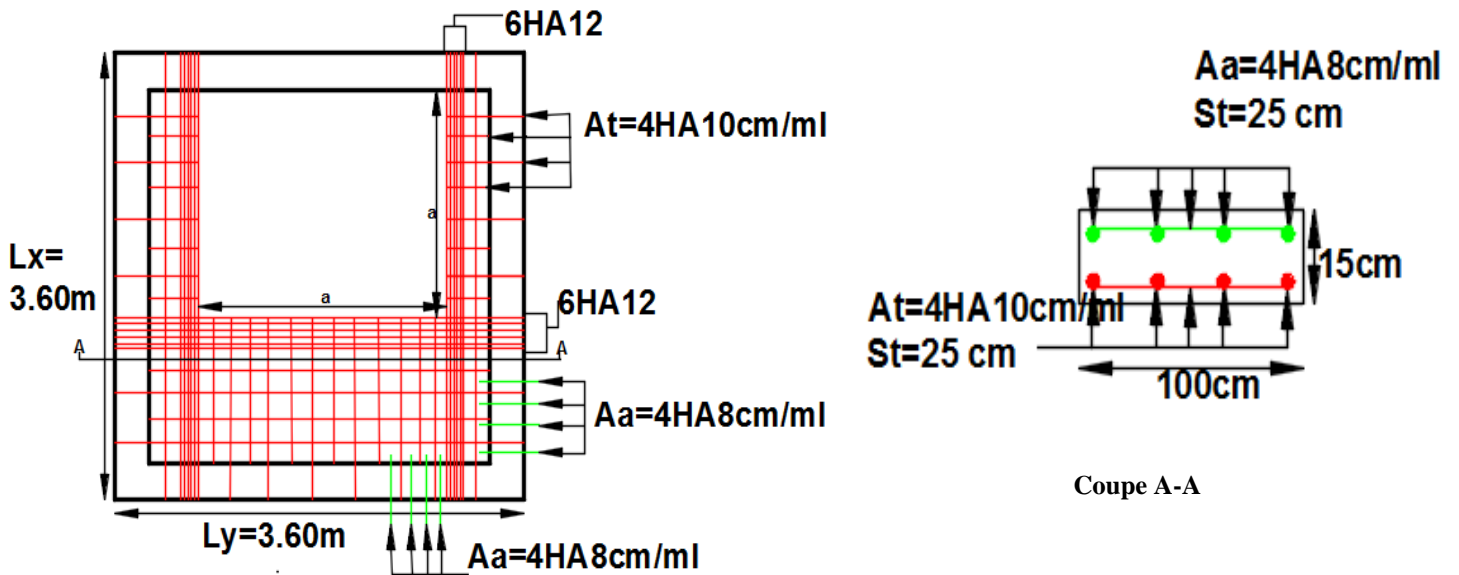 6HA12
At=4HA10cm/ml
a
Lx=
3.60m
a
6HA12
A
A
Aa=4HA8cm/ml
Ly=3.60m
Aa=4HA8cm/ml
Aa=4HA8cm/ml
St=25 cm
15cm
At=4HA10cm/ml
St=25 cm
100cm
Coupe A-A